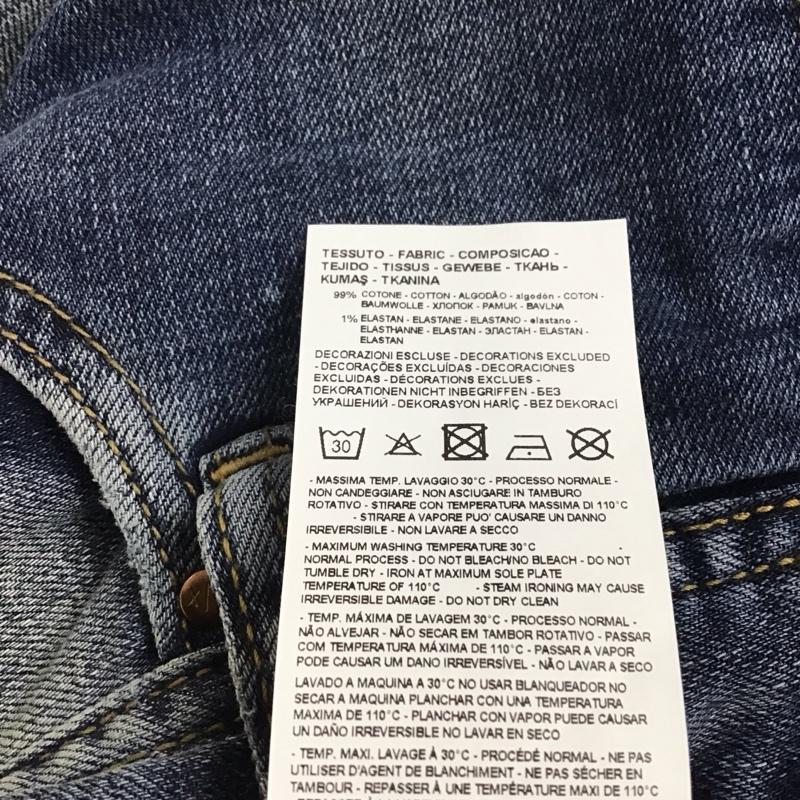 TESSUTO - FABRIC - COMPOSICAO -
TEJIDO - TISSUS - GEWEBE - ТКАНЬ -
KUMAŞ - TKANINA
99% COTONE - COTTON - ALGODÃO - algodón - COTON -
BAUMWOLLE - ХЛОПОК - PAMUK - BAVLNA
1% ELASTAN - ELASTANE - ELASTANO - elastano -
ELASTHANNE - ELASTAN - ЭЛАСТАН - ELASTAN -
ELASTAN
DECORAZIONI ESCLUSE - DECORATIONS EXCLUDED
- DECORAÇÕES EXCLUÍDAS - DECORACIONES
EXCLUIDAS - DÉCORATIONS EXCLUES -
DEKORATIONEN NICHT INBEGRIFFEN - БЕЗ
УКРАШЕНИЙ - DEKORASYON HARİÇ - BEZ DEKORACÍ
30
- MASSIMA TEMP. LAVAGGIO 30°C - PROCESSO NORMALE -
NON CANDEGGIARE - NON ASCIUGARE IN TAMBURO
ROTATIVO - STIRARE CON TEMPERATURA MASSIMA DI 110°C
- STIRARE A VAPORE PUO' CAUSARE UN DANNO
IRREVERSIBILE - NON LAVARE A SECCO
- MAXIMUM WASHING TEMPERATURE 30°C
NORMAL PROCESS - DO NOT BLEACH/NO BLEACH - DO NOT
TUMBLE DRY - IRON AT MAXIMUM SOLE PLATE
TEMPERATURE OF 110°C - STEAM IRONING MAY CAUSE
IRREVERSIBLE DAMAGE - DO NOT DRY CLEAN
- TEMP. MÁXIMA DE LAVAGEM 30°C - PROCESSO NORMAL -
NÃO ALVEJAR - NÃO SECAR EM TAMBOR ROTATIVO - PASSAR
COM TEMPERATURA MÁXIMA DE 110°C - PASSAR A VAPOR
PODE CAUSAR UM DANO IRREVERSÍVEL - NÃO LAVAR A SECO
LAVADO A MAQUINA A 30°C NO USAR BLANQUEADOR NO
SECAR A MAQUINA PLANCHAR CON UNA TEMPERATURA
MAXIMA DE 110°C - PLANCHAR CON VAPOR PUEDE CAUSAR
UN DAÑO IRREVERSIBLE NO LAVAR EN SECO
- TEMP. MAXI. LAVAGE À 30°C - PROCÉDÉ NORMAL - NE PAS
UTILISER D'AGENT DE BLANCHIMENT - NE PAS SÉCHER EN
TAMBOUR - REPASSER À UNE TEMPÉRATURE MAXI DE 110°C